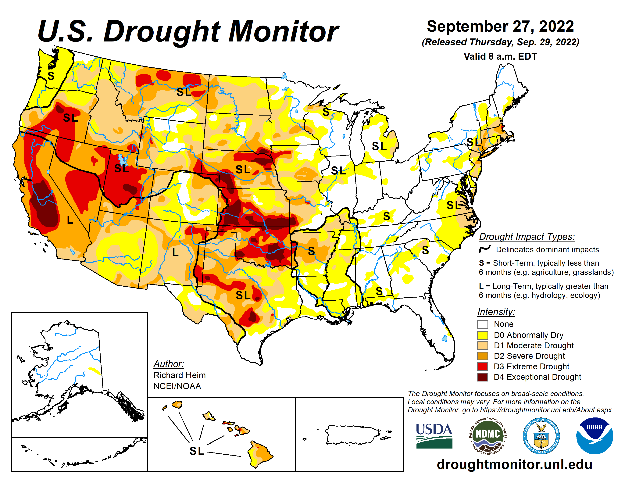 U.S. Drought Monitor
September 27, 2022
(Released Thursday, Sep. 29, 2022)
Valid 8 a.m. EDT
S
SL
SL
S
SL
SL
SL
SL
SL
SL
S
L
L
S
S
SL
S
Drought Impact Types:
Delineates dominant impacts
S = Short-Term, typically less than
6 months (e.g. agriculture, grasslands)
L = Long-Term, typically greater than
6 months (e.g. hydrology, ecology)
Intensity:
None
D0 Abnormally Dry
D1 Moderate Drought
D2 Severe Drought
D3 Extreme Drought
D4 Exceptional Drought
Author:
Richard Heim
NCEI/NOAA
SL
The Drought Monitor focuses on broad-scale conditions.
Local conditions may vary. For more information on the
Drought Monitor, go to https://droughtmonitor.unl.edu/About.aspx
USDA
NDMC
NOAA
droughtmonitor.unl.edu